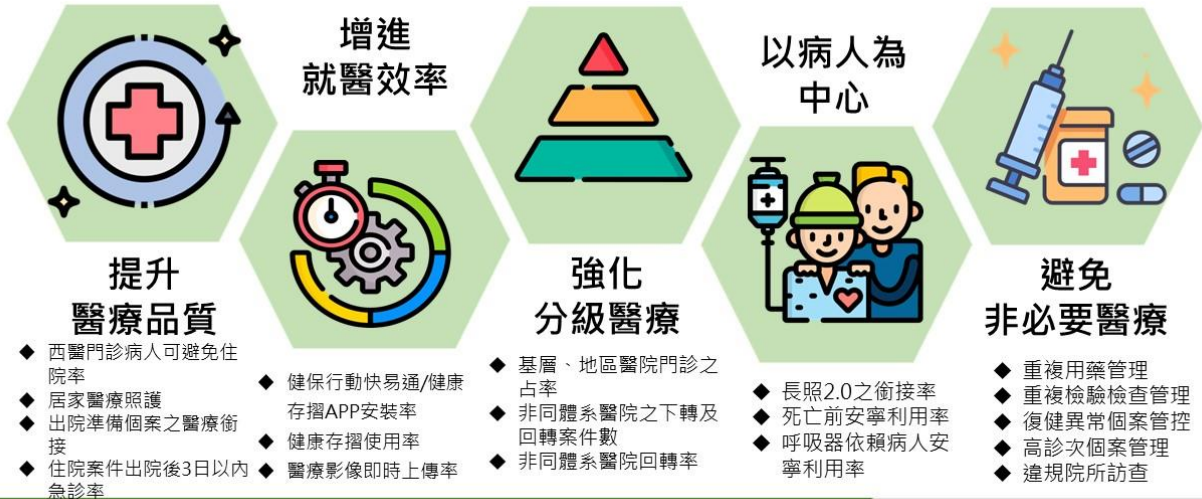 提升
醫療品質
◆ 西醫門診病人可避免住
院率
◆ 居家醫療照護
◆ 出院準備個案之醫療銜
接
◆ 住院案件出院後3日以內
急診率
增進
就醫效率
◆ 健保行動快易通/健康
存摺APP安裝率
◆ 健康存摺使用率
◆ 醫療影像即時上傳率
強化
分級醫療
◆ 基層、地區醫院門診之
占率
◆ 非同體系醫院之下轉及
回轉案件數
◆ 非同體系醫院回轉率
以病人為
中心
◆ 長照2.0之銜接率
◆ 死亡前安寧利用率
◆ 呼吸器依賴病人安
寧利用率
避免
非必要醫療
◆ 重複用藥管理
◆ 重複檢驗檢查管理
◆ 復健異常個案管控
◆ 高診次個案管理
◆ 違規院所訪查